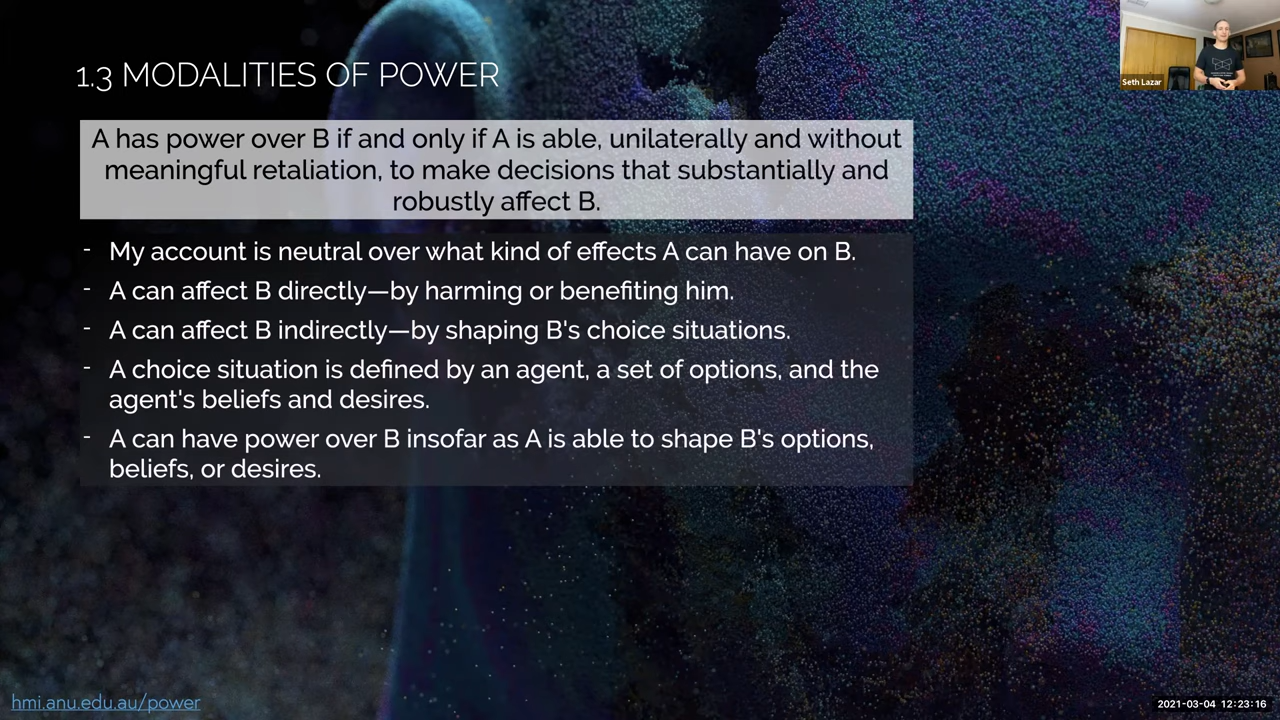 1.3 MODALITIES OF POWER
Seth Lazar
A has power over B if and only if A is able, unilaterally and without
meaningful retaliation, to make decisions that substantially and
robustly affect B.
- My account is neutral over what kind of effects A can have on B.
- A can affect B directly—by harming or benefiting him.
- A can affect B indirectly—by shaping B's choice situations.
- A choice situation is defined by an agent, a set of options, and the
agent's beliefs and desires.
- A can have power over B insofar as A is able to shape B's options,
beliefs, or desires.
hmi.anu.edu.au/power
2021-03-04 12:23:16